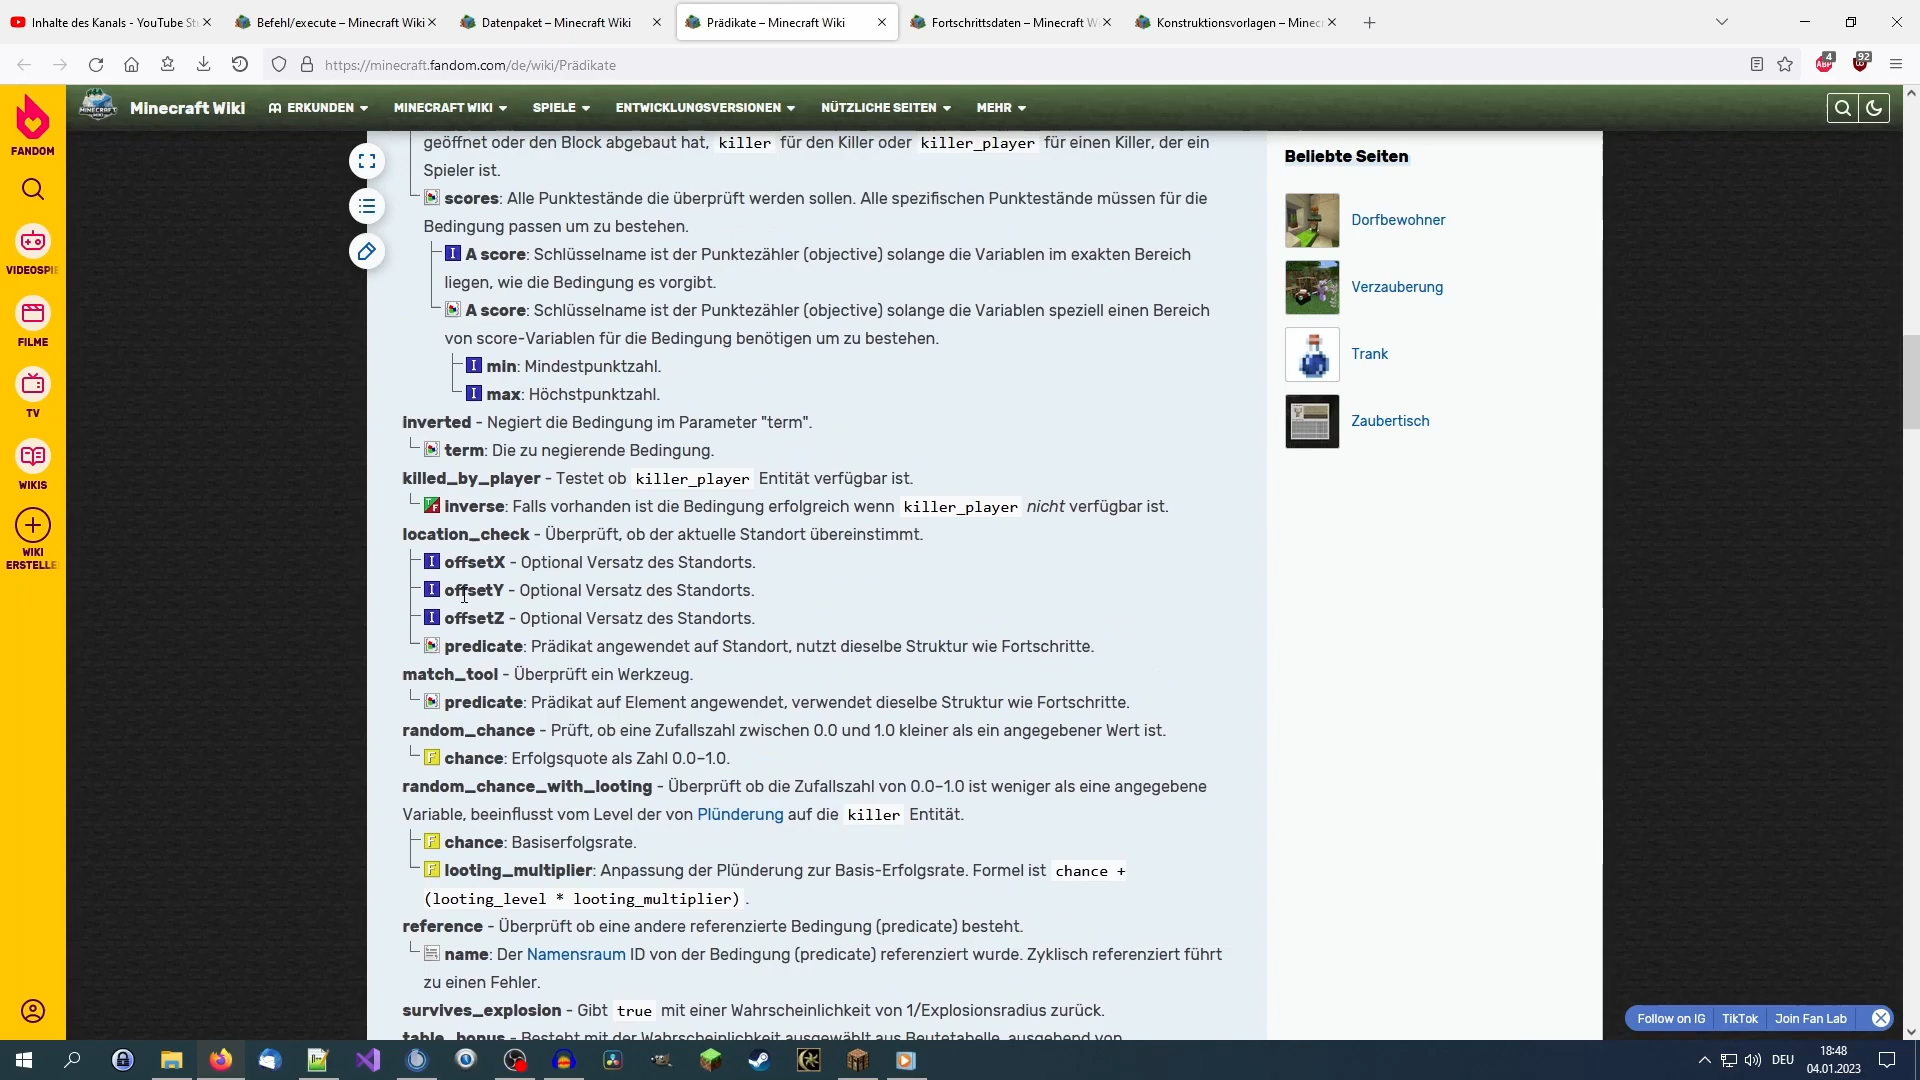 Inhalte des Kanals - YouTube St
Befehl/execute – Minecraft Wiki
Datenpaket – Minecraft Wiki
Prädikate – Minecraft Wiki
Fortschrittsdaten – Minecraft W
Konstruktionsvorlagen – Minec
https://minecraft.fandom.com/de/wiki/Prädikate
4
92
Minecraft Wiki
ERKUNDEN
MINECRAFT WIKI
SPIELE
ENTWICKLUNGSVERSIONEN
NÜTZLICHE SEITEN
MEHR
FANDOM
VIDEOSPIE
FILME
TV
WIKIS
WIKI
ERSTELLE
geöffnet oder den Block abgebaut hat, killer für den Killer oder killer_player für einen Killer, der ein
Spieler ist.
scores: Alle Punktestände die überprüft werden sollen. Alle spezifischen Punktestände müssen für die
Bedingung passen um zu bestehen.
A score: Schlüsselname ist der Punktezähler (objective) solange die Variablen im exakten Bereich
liegen, wie die Bedingung es vorgibt.
A score: Schlüsselname ist der Punktezähler (objective) solange die Variablen speziell einen Bereich
von score-Variablen für die Bedingung benötigen um zu bestehen.
min: Mindestpunktzahl.
max: Höchstpunktzahl.
inverted - Negiert die Bedingung im Parameter "term".
term: Die zu negierende Bedingung.
killed_by_player - Testet ob killer_player Entität verfügbar ist.
inverse: Falls vorhanden ist die Bedingung erfolgreich wenn killer_player nicht verfügbar ist.
location_check - Überprüft, ob der aktuelle Standort übereinstimmt.
offsetX - Optional Versatz des Standorts.
offsetY - Optional Versatz des Standorts.
offsetZ - Optional Versatz des Standorts.
predicate: Prädikat angewendet auf Standort, nutzt dieselbe Struktur wie Fortschritte.
match_tool - Überprüft ein Werkzeug.
predicate: Prädikat auf Element angewendet, verwendet dieselbe Struktur wie Fortschritte.
random_chance - Prüft, ob eine Zufallszahl zwischen 0.0 und 1.0 kleiner als ein angegebener Wert ist.
chance: Erfolgsquote als Zahl 0.0–1.0.
random_chance_with_looting - Überprüft ob die Zufallszahl von 0.0–1.0 ist weniger als eine angegebene
Variable, beeinflusst vom Level der von Plünderung auf die killer Entität.
chance: Basiserfolgsrate.
looting_multiplier: Anpassung der Plünderung zur Basis-Erfolgsrate. Formel ist chance +
(looting_level * looting_multiplier) .
reference - Überprüft ob eine andere referenzierte Bedingung (predicate) besteht.
name: Der Namensraum ID von der Bedingung (predicate) referenziert wurde. Zyklisch referenziert führt
zu einen Fehler.
survives_explosion - Gibt true mit einer Wahrscheinlichkeit von 1/Explosionsradius zurück.
table_bonus - Besteht mit der Wahrscheinlichkeit ausgewählt aus Beutetabelle, ausgehend von
Beliebte Seiten
Dorfbewohner
Verzauberung
Trank
Zaubertisch
Follow on IG
TikTok
Join Fan Lab
DEU
18:48
04.01.2023